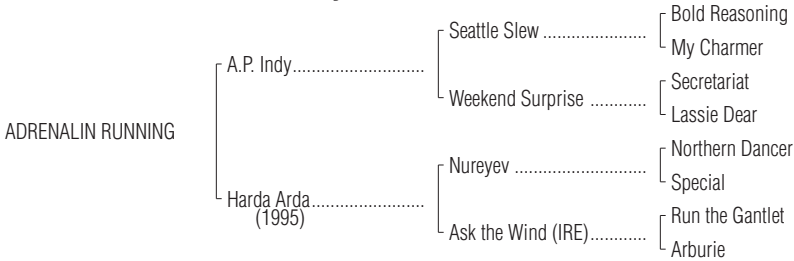 Bold Reasoning
Seattle Slew ......................
My Charmer
A.P. Indy...........................
Secretariat
Weekend Surprise ............
Lassie Dear
ADRENALIN RUNNING
Northern Dancer
Nureyev ...........................
Special
Harda Arda.......................
(1995)
Run the Gantlet
Ask the Wind (IRE)............
Arburie